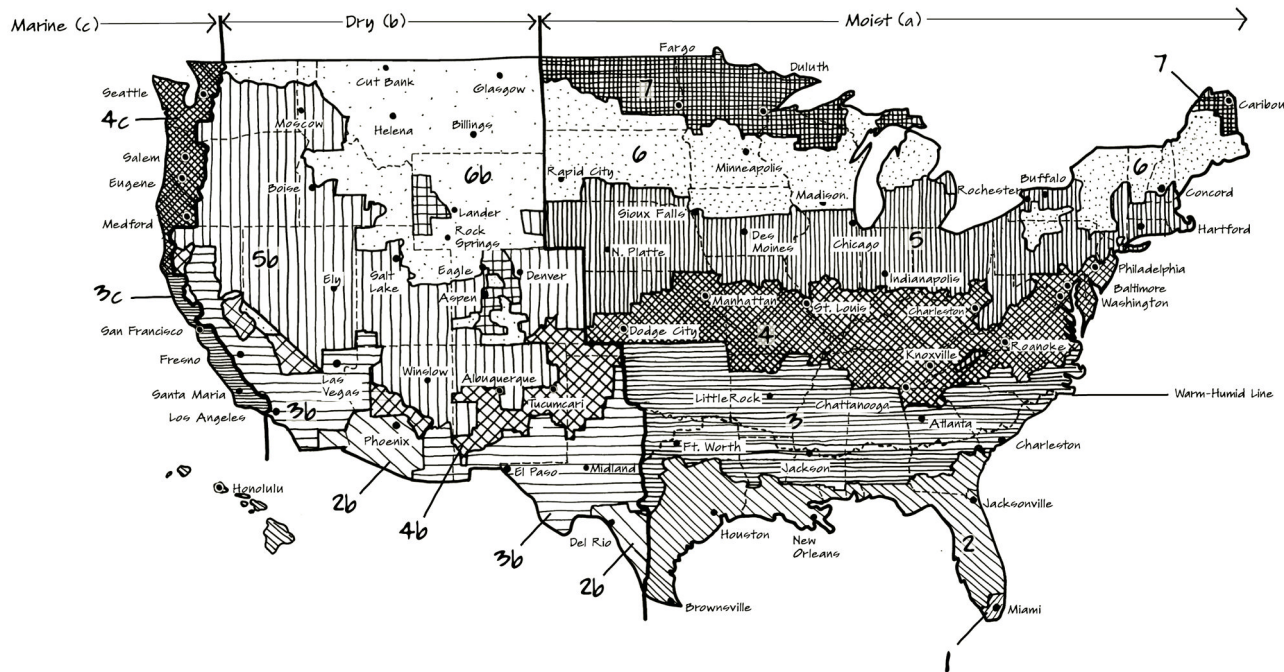 Marine (c)
Dry (b)
Moist (a)
Fargo
Duluth
7
7
Caribou
Cut Bank
Glasgow
Seattle
4c
Moscow
Helena
Billings
6b
6
6
Minneapolis
Salem
Eugene
Boise
Lander
Rapid City
Madison
Rochester
Buffalo
Concord
Medford
Rock
Springs
Sioux Falls
N. Platte
Des
Moines
Chicago
5
Hartford
5b
Ely
Salt
Lake
Eagle
Aspen
Denver
Indianapolis
Philadelphia
Baltimore
Washington
3c
San Francisco
Manhattan
St. Louis
Charleston
Dodge City
4
Knoxville
Roanoke
Fresno
Las
Vegas
Winslow
Albuquerque
Tucumcari
Santa Maria
Los Angeles
3b
Little Rock
Chattanooga
Warm-Humid Line
Phoenix
3
Atlanta
Ft. Worth
Charleston
Jackson
El Paso
Midland
Honolulu
2b
4b
3b
Del Rio
2b
Houston
New
Orleans
Jacksonville
2
Brownsville
Miami
1